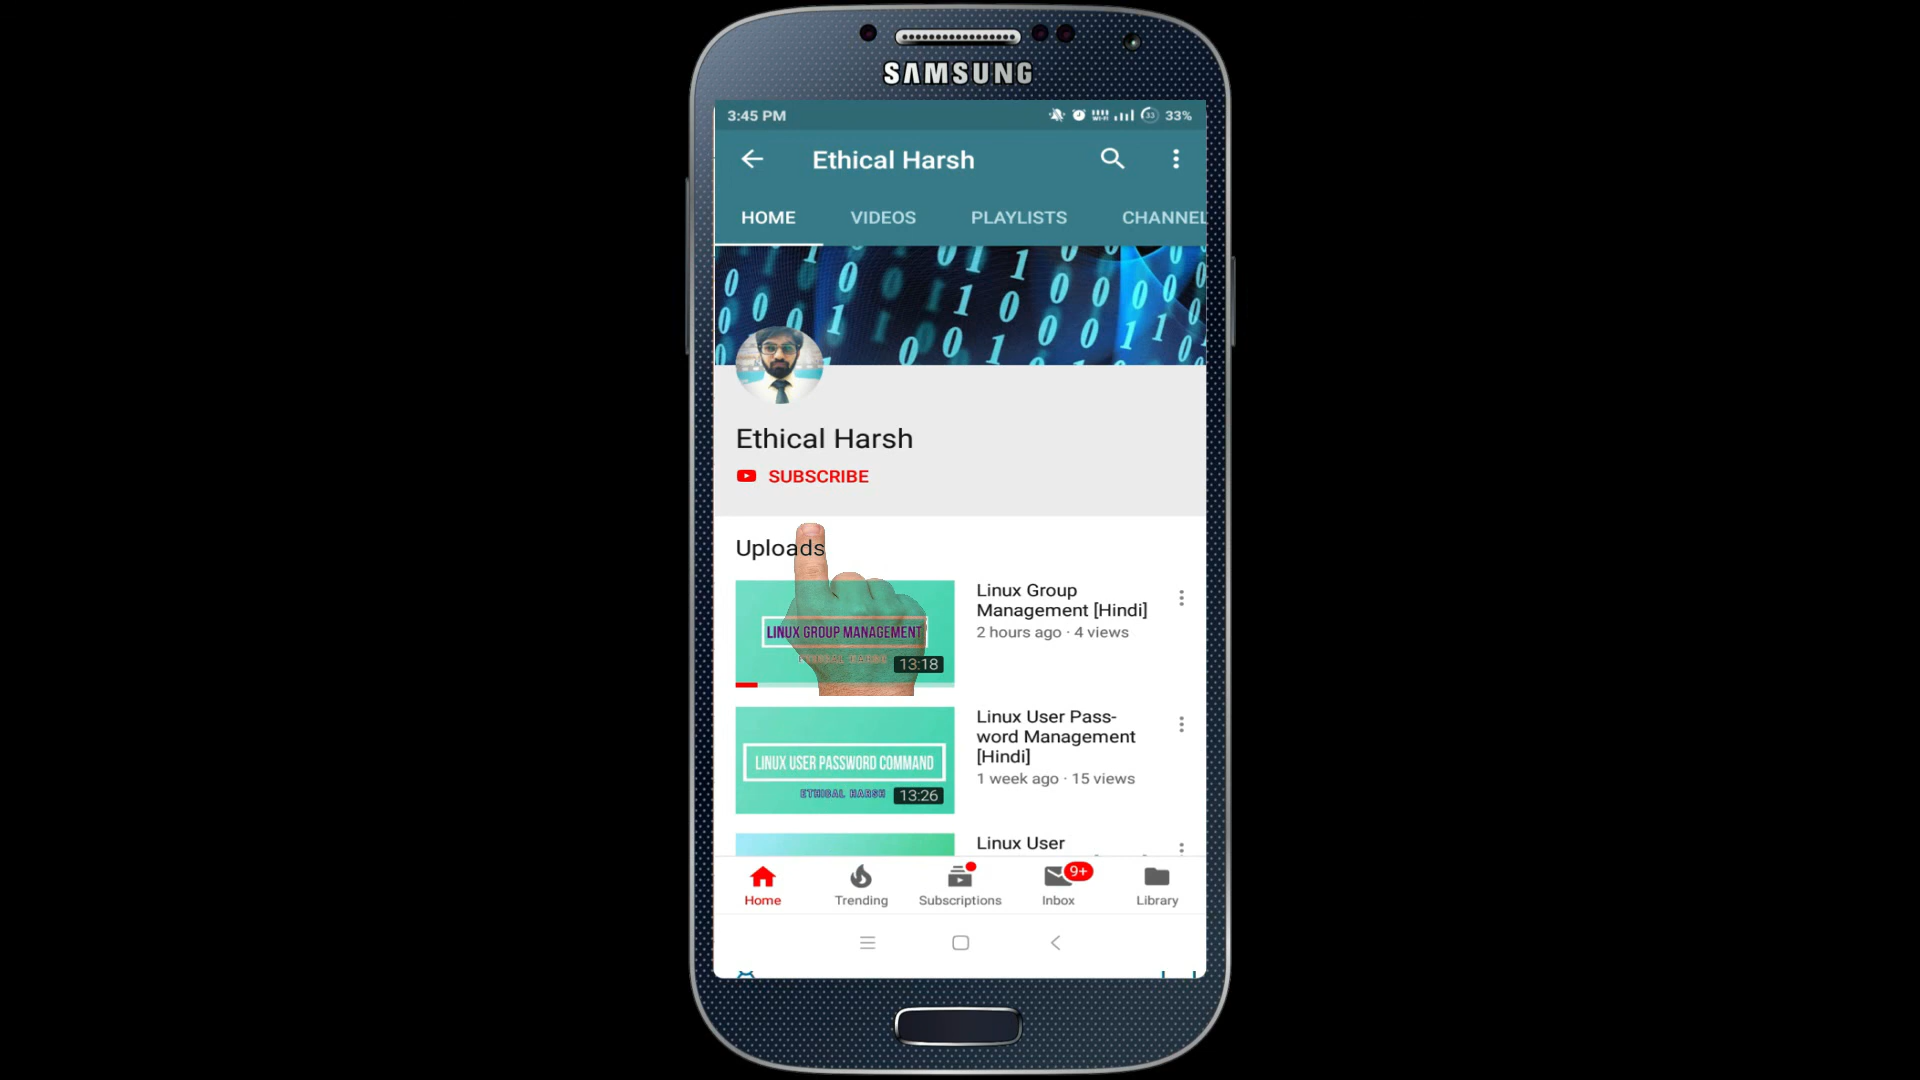 SAMSUNG
3:45 PM
33 33%
Ethical Harsh
HOME VIDEOS PLAYLISTS CHANNEL
Ethical Harsh
SUBSCRIBE
Uploads
LINUX GROUP MANAGEMENT
ETHICAL HARSH
13:18
Linux Group
Management [Hindi]
2 hours ago · 4 views
LINUX USER PASSWORD COMMAND
ETHICAL HARSH
13:26
Linux User Pass-
word Management
[Hindi]
1 week ago · 15 views
Linux User
9+
Home Trending Subscriptions Inbox Library